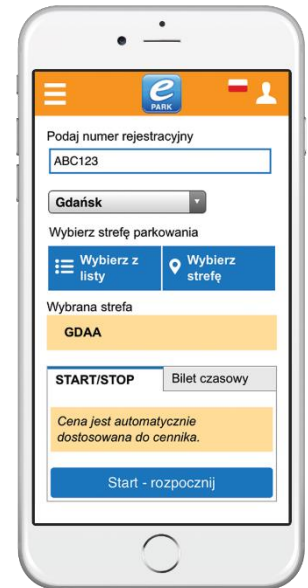 e
PARK
Podaj numer rejestracyjny
ABC123
Gdańsk
Wybierz strefę parkowania
Wybierz z
listy
Wybierz
strefę
Wybrana strefa
GDAA
START/STOP
Bilet czasowy
Cena jest automatycznie
dostosowana do cennika.
Start - rozpocznij